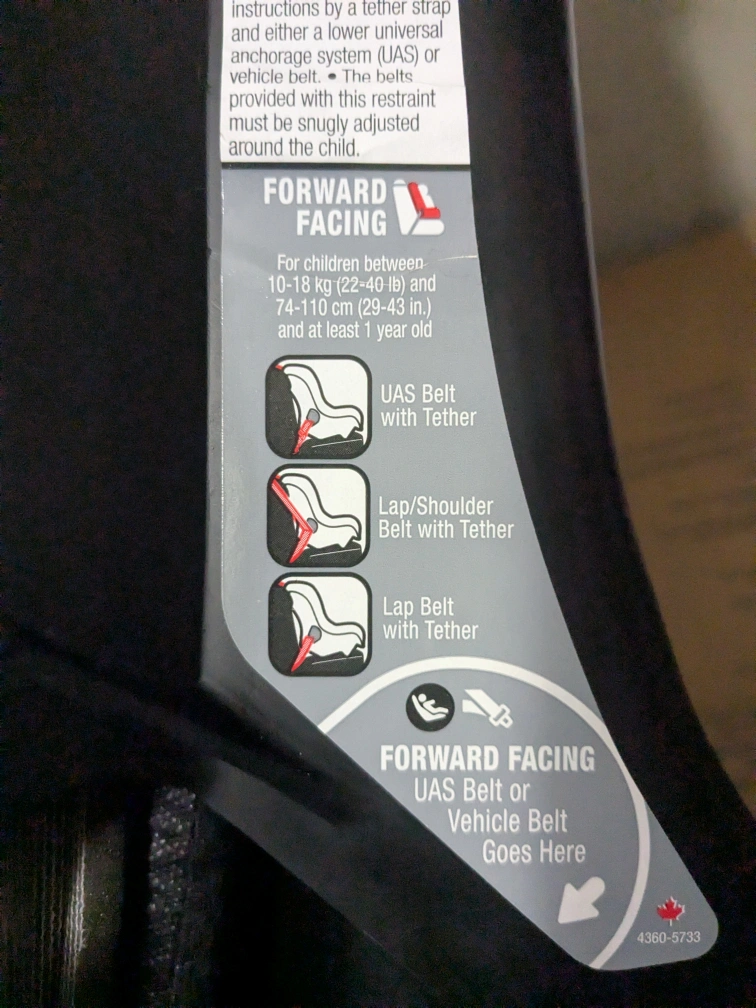 instructions by a tether strap
and either a lower universal
anchorage system (UAS) or
vehicle belt. • The belts
provided with this restraint
must be snugly adjusted
around the child.
FORWARD
FACING
For children between
10-18 kg (22-40 lb) and
74-110 cm (29-43 in.)
and at least 1 year old
UAS Belt
with Tether
Lap/Shoulder
Belt with Tether
Lap Belt
with Tether
FORWARD FACING
UAS Belt or
Vehicle Belt
Goes Here
4360-5733